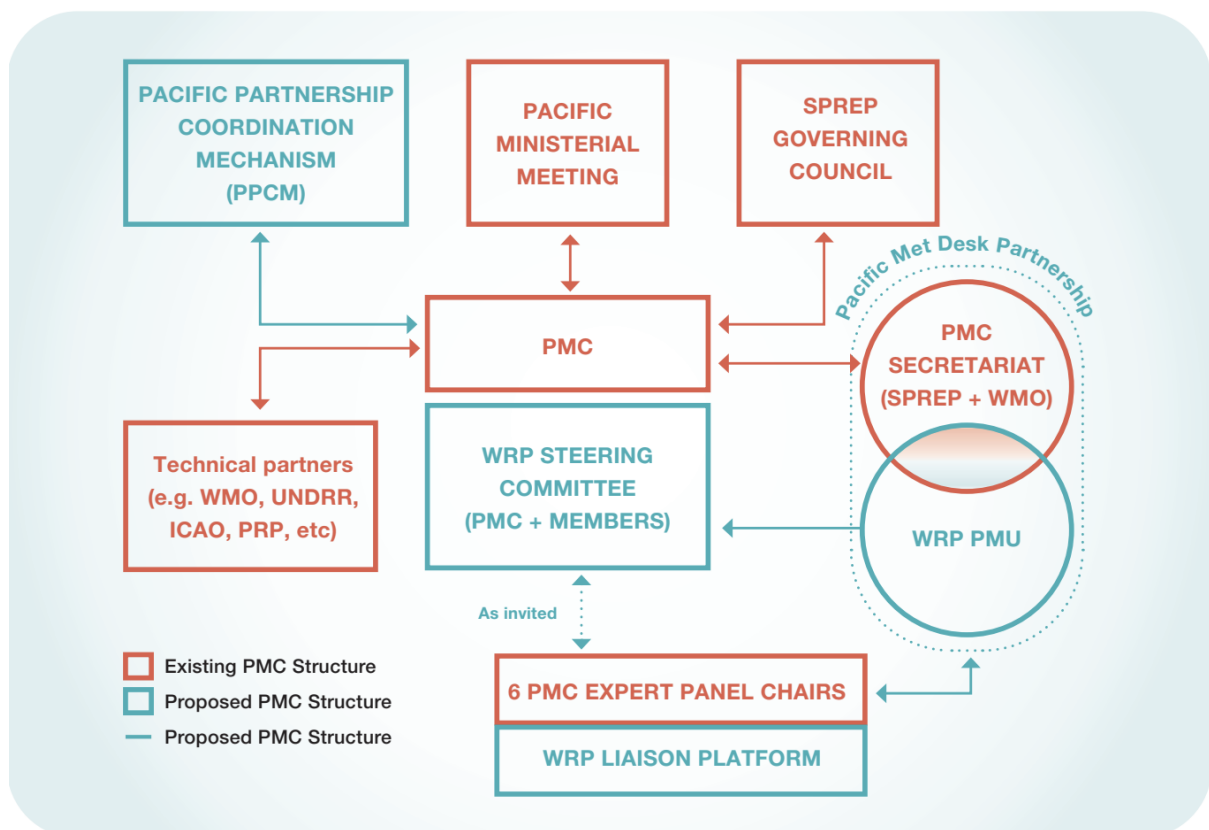 PACIFIC PARTNERSHIP
COORDINATION
MECHANISM
(PPCM)
PACIFIC
MINISTERIAL
MEETING
SPREP
GOVERNING
COUNCIL
Pacific Met Desk Partnership
PMC
PMC
SECRETARIAT
(SPREP + WMO)
Technical partners
(e.g. WMO, UNDRR,
ICAO, PRP, etc)
WRP STEERING
COMMITTEE
(PMC + MEMBERS)
WRP PMU
As invited
6 PMC EXPERT PANEL CHAIRS
WRP LIAISON PLATFORM
Existing PMC Structure
Proposed PMC Structure
Proposed PMC Structure